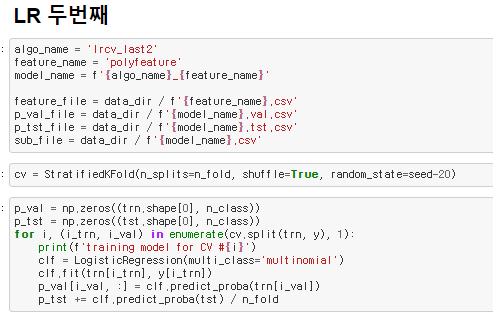 LR 두번째
algo_name = 'lrcv_last2'
feature_name = 'polyfeature'
model_name = f'{algo_name}_{feature_name}'
feature_file = data_dir / f'{feature_name}.csv'
p_val_file = data_dir / f'{model_name}.val.csv'
p_tst_file = data_dir / f'{model_name}.tst.csv'
sub_file = data_dir / f'{model_name}.csv'
cv = StratifiedKFold(n_splits=n_fold, shuffle=True, random_state=seed-20)
p_val = np.zeros((trn.shape[0], n_class))
p_tst = np.zeros((tst.shape[0], n_class))
for i, (i_trn, i_val) in enumerate(cv.split(trn, y), 1):
    print(f'training model for CV #{i}')
    clf = LogisticRegression(multi_class='multinomial')
    clf.fit(trn[i_trn], y[i_trn])
    p_val[i_val, :] = clf.predict_proba(trn[i_val])
    p_tst += clf.predict_proba(tst) / n_fold